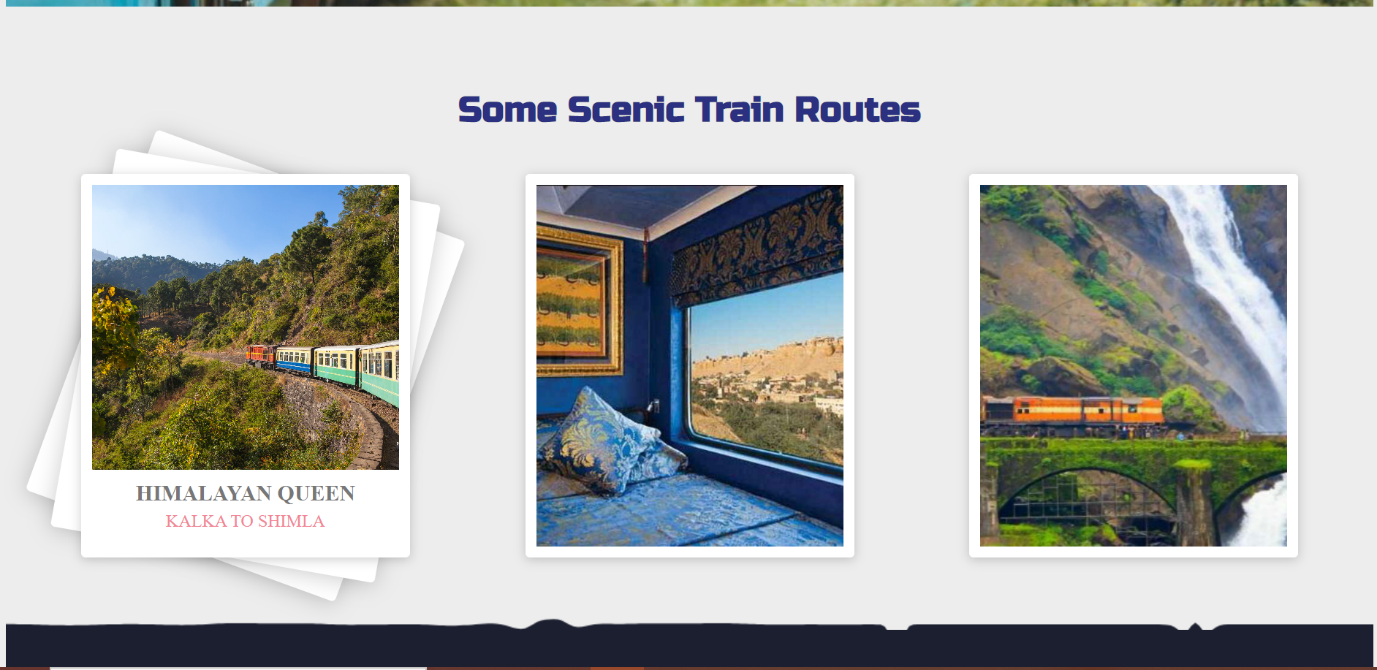 Some Scenic Train Routes
HIMALAYAN QUEEN
KALKA TO SHIMLA